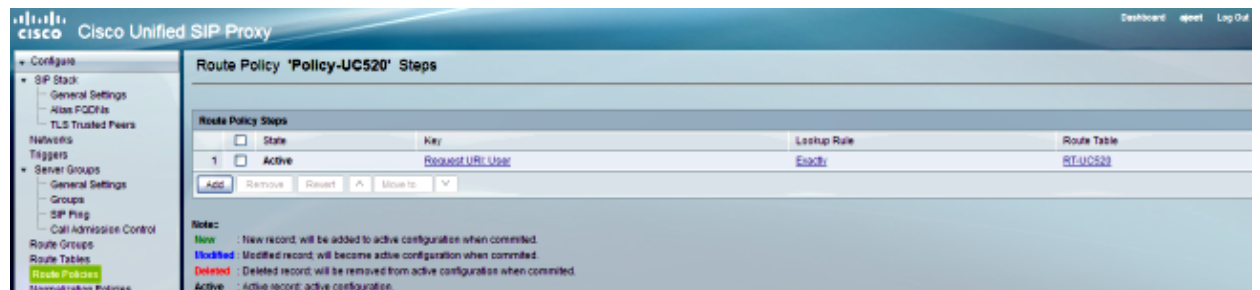 cisco Cisco Unified SIP Proxy
Dashboard ajeet Log Out
Configure
SIP Stack
General Settings
Alias FQDNs
TLS Trusted Peers
Networks
Triggers
Server Groups
General Settings
Groups
SIP Ping
Call Admission Control
Route Groups
Route Tables
Route Policies
Normalization Policies
Route Policy 'Policy-UC520' Steps
Route Policy Steps
State Key Lookup Rule Route Table
1 Active Request URI: User Exactly RT-UC520
Add Remove Revert Move to
Note:
New : New record; will be added to active configuration when commited.
Modified : Modified record; will become active configuration when commited.
Deleted : Deleted record; will be removed from active configuration when commited.
Active : Active record; active configuration.